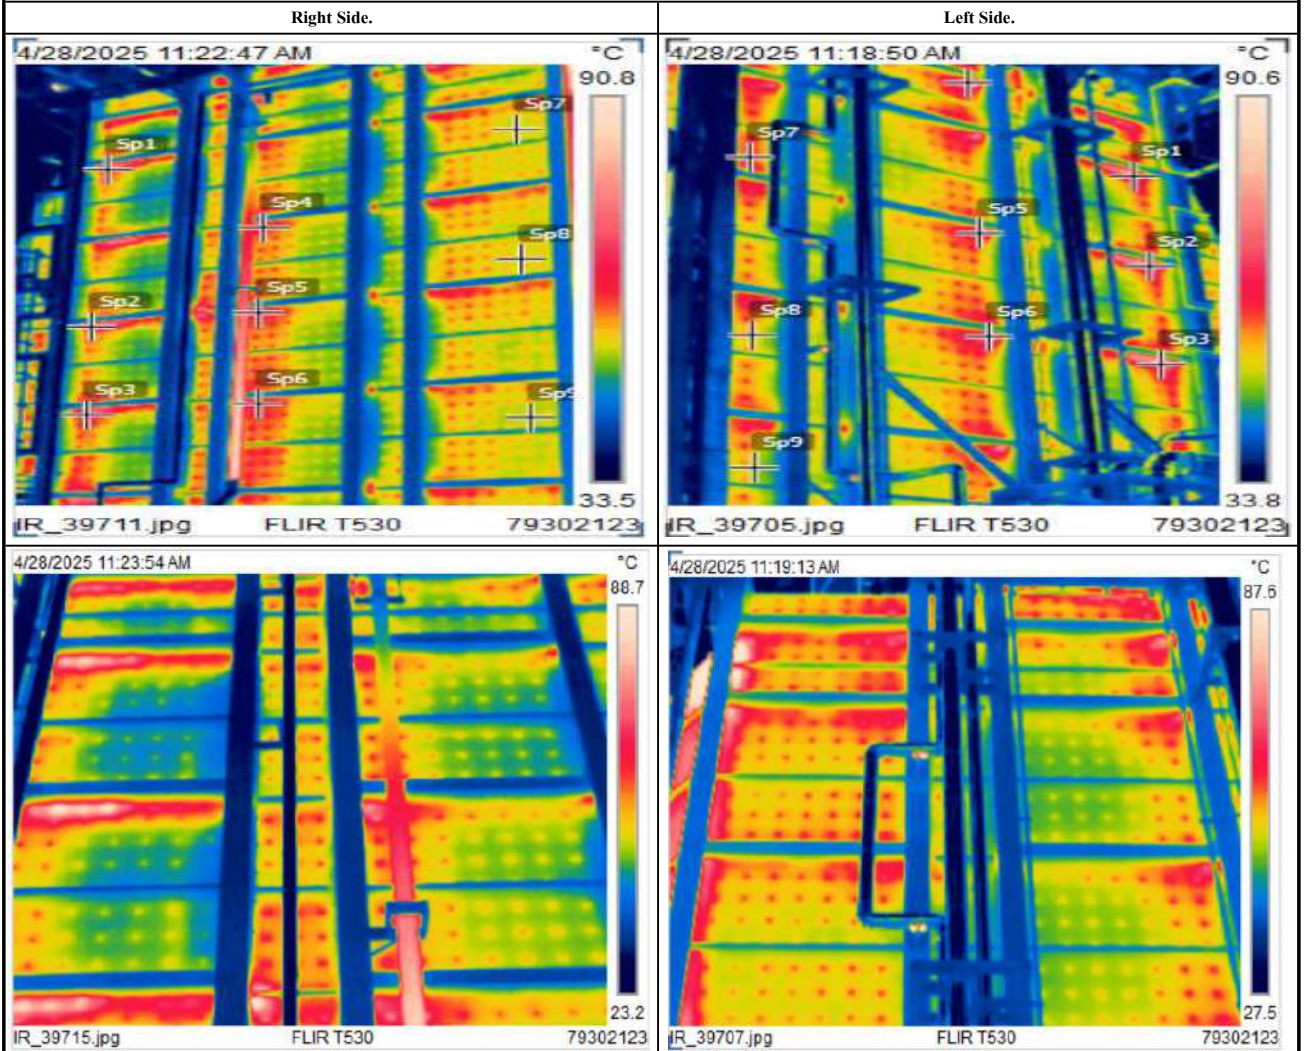 Right Side.
Left Side.
4/28/2025 11:22:47 AM
°C
90.8
Sp7
Sp1
Sp4
Sp8
Sp5
Sp2
Sp6
Sp3
Sp9
33.5
IR_39711.jpg
FLIR T530
79302123
4/28/2025 11:18:50 AM
°C
90.6
Sp7
Sp1
Sp5
Sp2
Sp8
Sp6
Sp3
Sp9
33.8
IR_39705.jpg
FLIR T530
79302123
4/28/2025 11:23:54 AM
°C
88.7
23.2
IR_39715.jpg
FLIR T530
79302123
4/28/2025 11:19:13 AM
°C
87.6
27.5
IR_39707.jpg
FLIR T530
79302123